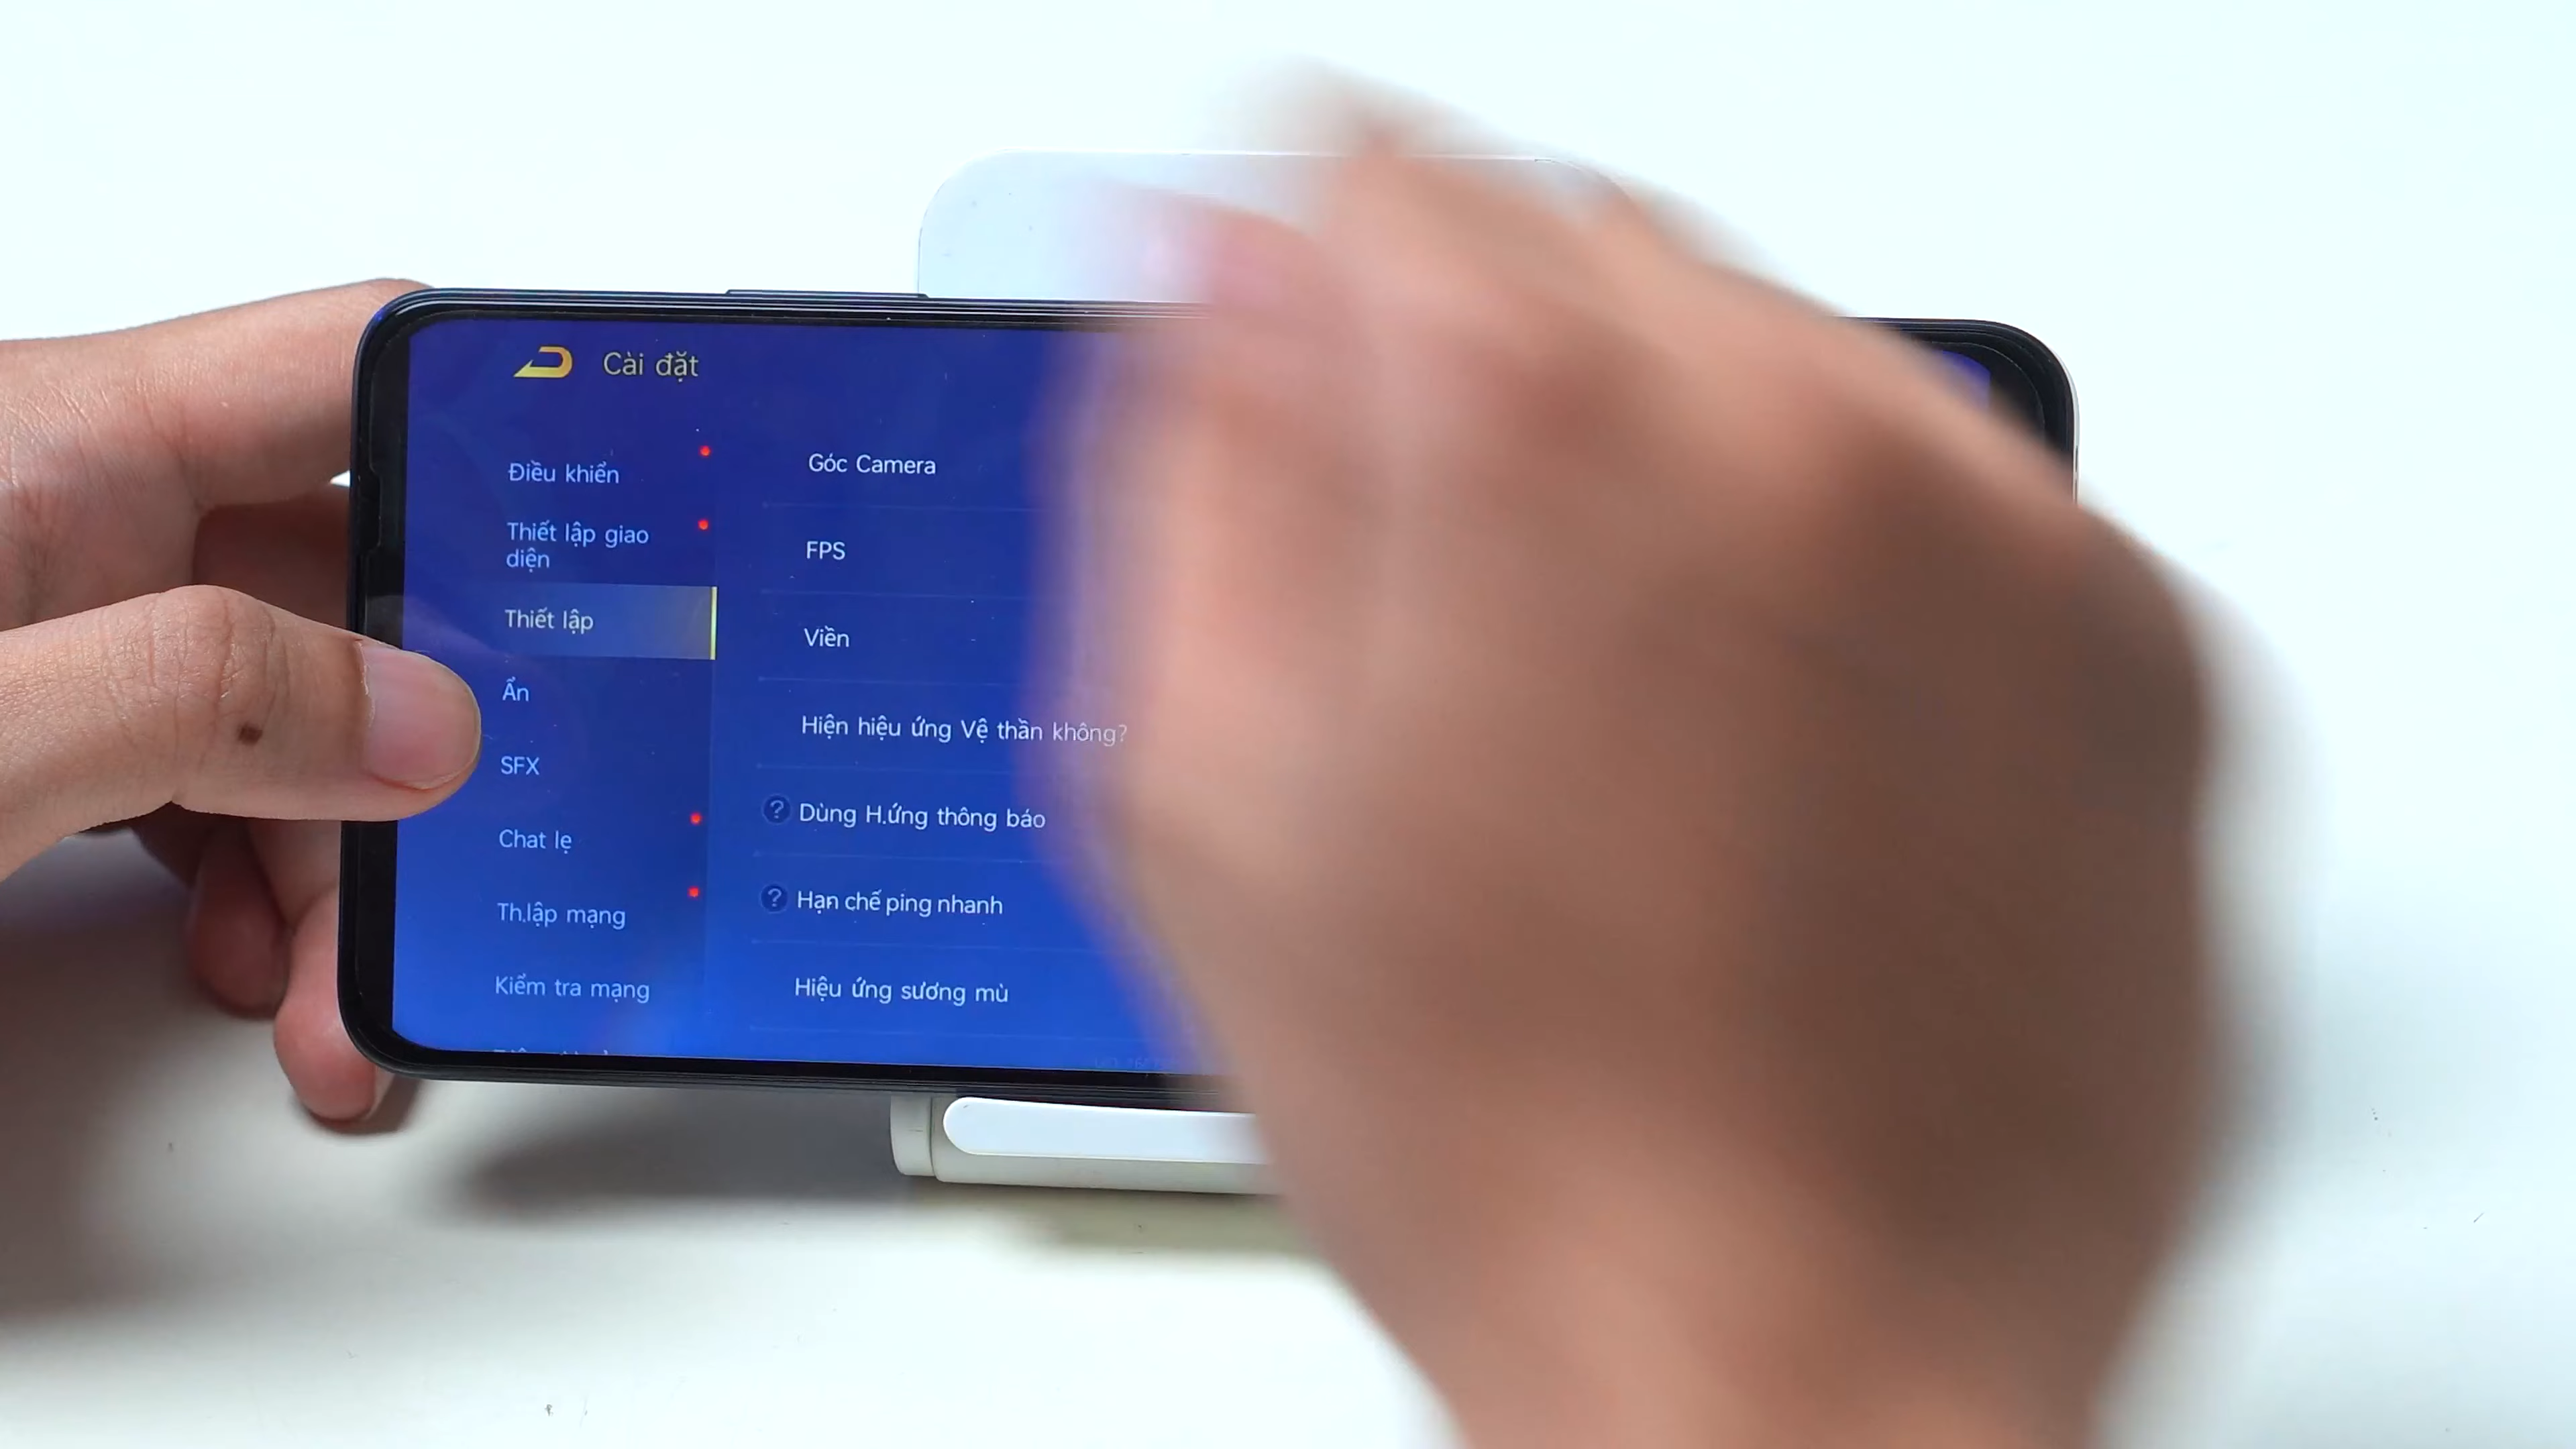 Cài đặt
Điều khiển
Thiết lập giao
diện
Thiết lập
Ẩn
SFX
Chat lẹ
Th.lập mạng
Kiểm tra mạng
Góc Camera
FPS
Viền
Hiện hiệu ứng Vệ thần không?
? Dùng H.ứng thông báo
? Hạn chế ping nhanh
Hiệu ứng sương mù